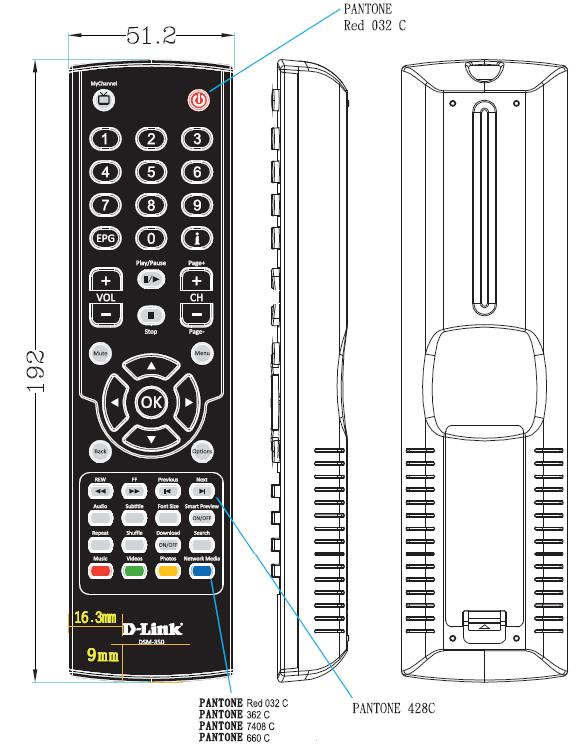 PANTONE
Red 032 C
51.2
192
MyChannel
1 2 3
4 5 6
7 8 9
EPG 0 i
Play/Pause Page+
+ +
VOL CH
- -
Stop Page-
Mute Menu
OK
Back Options
REW FF Previous Next
Audio Subtitle Font Size Smart Preview
ON/OFF
Repeat Shuffle Download Search
ON/OFF
Music Videos Photos Network Media
16.3mm
D-Link
DSM-350
9mm
PANTONE Red 032 C
PANTONE 362 C
PANTONE 7408 C
PANTONE 660 C
PANTONE 428C